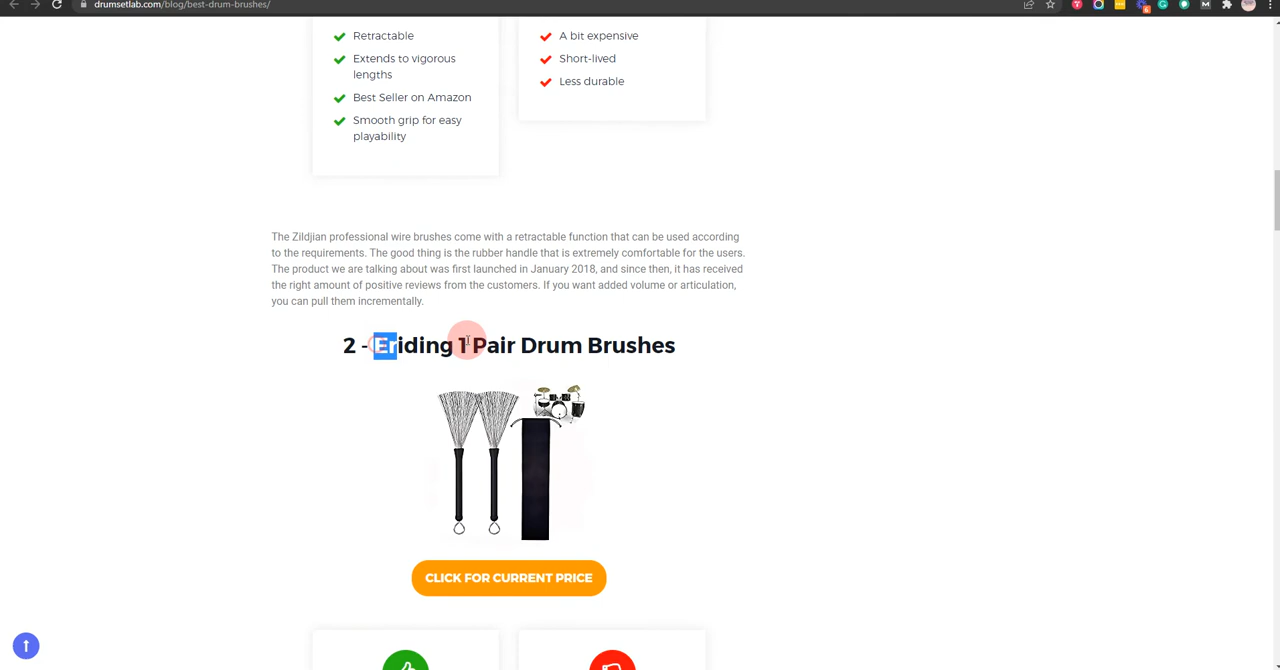 drumsetlab.com/blog/best-drum-brushes/
Retractable
Extends to vigorous
lengths
Best Seller on Amazon
Smooth grip for easy
playability
A bit expensive
Short-lived
Less durable
The Zildjian professional wire brushes come with a retractable function that can be used according
to the requirements. The good thing is the rubber handle that is extremely comfortable for the users.
The product we are talking about was first launched in January 2018, and since then, it has received
the right amount of positive reviews from the customers. If you want added volume or articulation,
you can pull them incrementally.
2 - Eriding 1 Pair Drum Brushes
CLICK FOR CURRENT PRICE